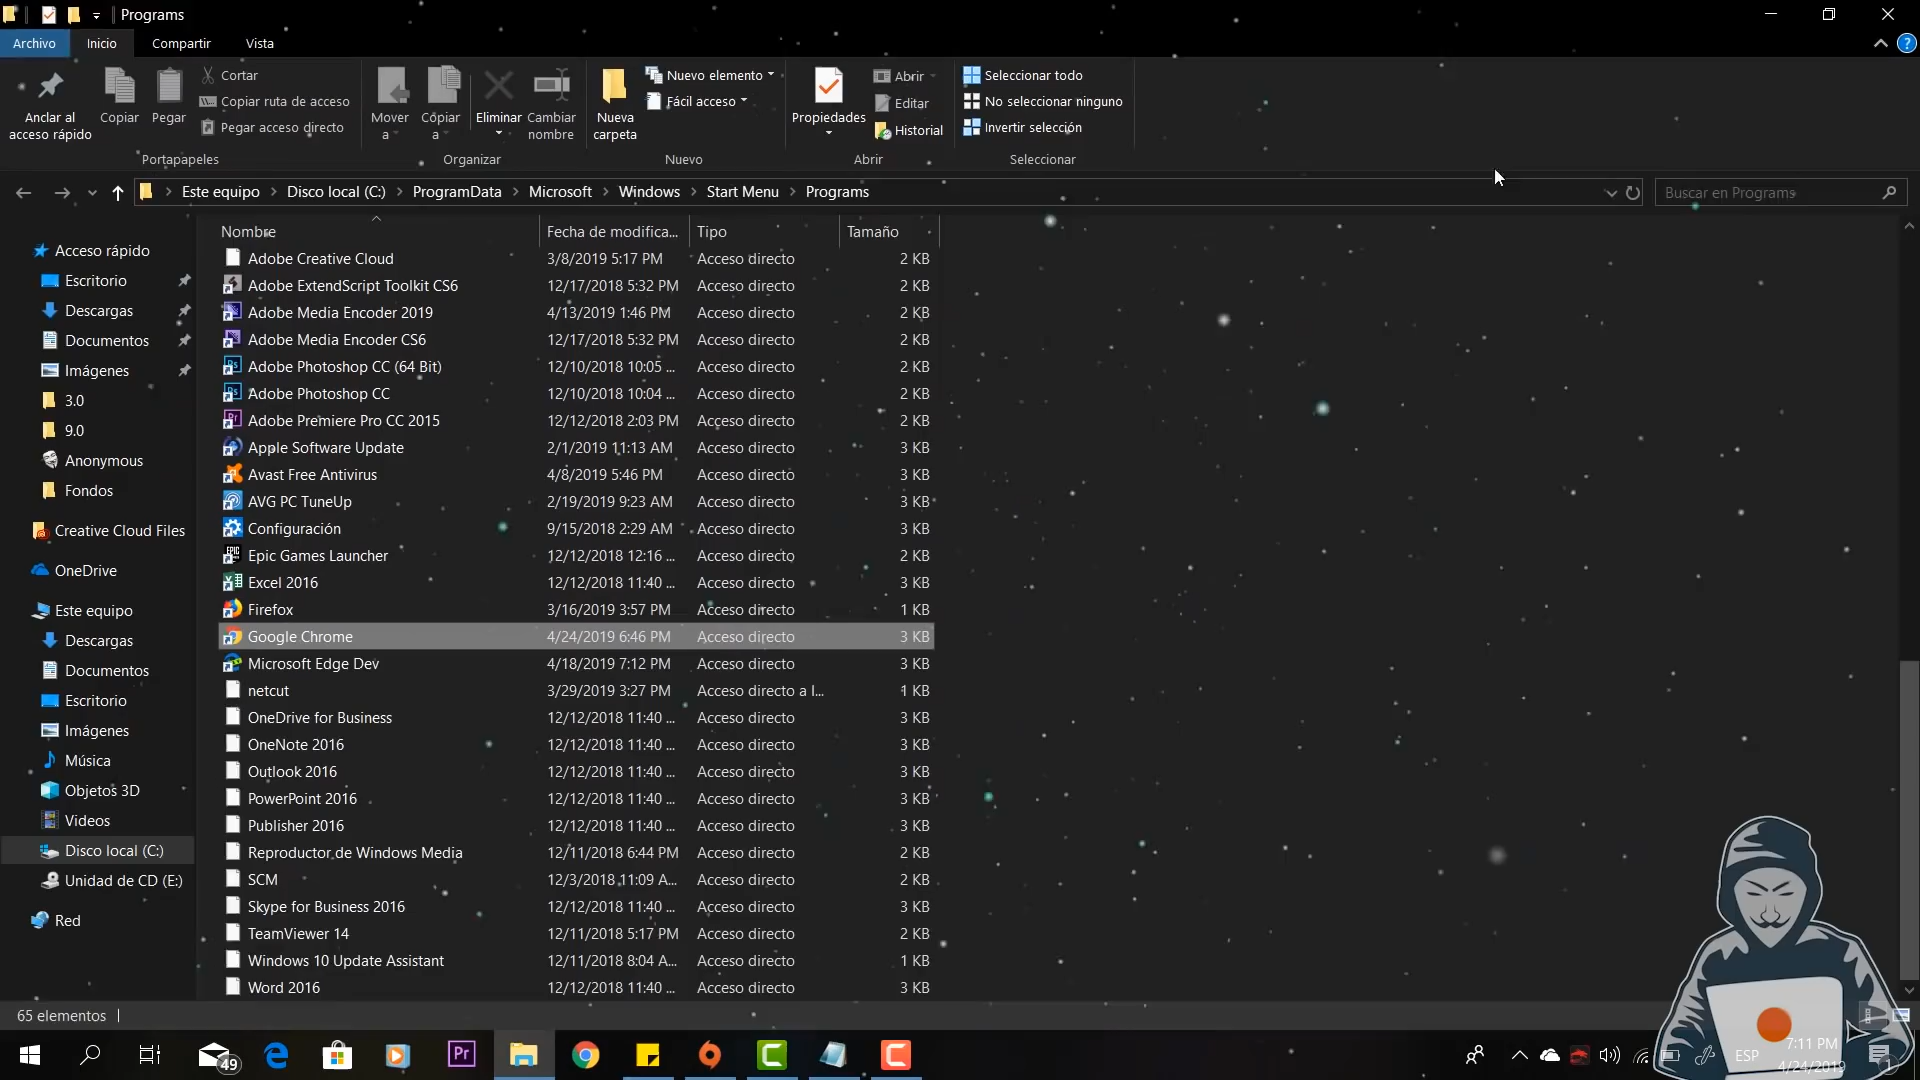 Programs
Archivo
Inicio
Compartir
Vista
Anclar al
acceso rápido
Copiar
Pegar
Cortar
Copiar ruta de acceso
Pegar acceso directo
Mover
a
Copiar
a
Eliminar
Cambiar
nombre
Nueva
carpeta
Nuevo elemento
Fácil acceso
Propiedades
Abrir
Editar
Historial
Seleccionar todo
No seleccionar ninguno
Invertir selección
Portapapeles
Organizar
Nuevo
Abrir
Seleccionar
Este equipo > Disco local (C:) > ProgramData > Microsoft > Windows > Start Menu > Programs
Buscar en Programs
Acceso rápido
Escritorio
Descargas
Documentos
Imágenes
3.0
9.0
Anonymous
Fondos
Creative Cloud Files
OneDrive
Este equipo
Descargas
Documentos
Escritorio
Imágenes
Música
Objetos 3D
Videos
Disco local (C:)
Unidad de CD (E:)
Red
Nombre Fecha de modifica... Tipo Tamaño
Adobe Creative Cloud 3/8/2019 5:17 PM Acceso directo 2 KB
Adobe ExtendScript Toolkit CS6 12/17/2018 5:32 PM Acceso directo 2 KB
Adobe Media Encoder 2019 4/13/2019 1:46 PM Acceso directo 2 KB
Adobe Media Encoder CS6 12/17/2018 5:32 PM Acceso directo 2 KB
Adobe Photoshop CC (64 Bit) 12/10/2018 10:05 ... Acceso directo 2 KB
Adobe Photoshop CC 12/10/2018 10:04 ... Acceso directo 2 KB
Adobe Premiere Pro CC 2015 12/12/2018 2:03 PM Acceso directo 2 KB
Apple Software Update 2/1/2019 11:13 AM Acceso directo 3 KB
Avast Free Antivirus 4/8/2019 5:46 PM Acceso directo 3 KB
AVG PC TuneUp 2/19/2019 9:23 AM Acceso directo 3 KB
Configuración 9/15/2018 2:29 AM Acceso directo 3 KB
Epic Games Launcher 12/12/2018 12:16 ... Acceso directo 2 KB
Excel 2016 12/12/2018 11:40 ... Acceso directo 3 KB
Firefox 3/16/2019 3:57 PM Acceso directo 1 KB
Google Chrome 4/24/2019 6:46 PM Acceso directo 3 KB
Microsoft Edge Dev 4/18/2019 7:12 PM Acceso directo 3 KB
netcut 3/29/2019 3:27 PM Acceso directo a l... 1 KB
OneDrive for Business 12/12/2018 11:40 ... Acceso directo 3 KB
OneNote 2016 12/12/2018 11:40 ... Acceso directo 3 KB
Outlook 2016 12/12/2018 11:40 ... Acceso directo 3 KB
PowerPoint 2016 12/12/2018 11:40 ... Acceso directo 3 KB
Publisher 2016 12/12/2018 11:40 ... Acceso directo 3 KB
Reproductor de Windows Media 12/11/2018 6:44 PM Acceso directo 2 KB
SCM 12/3/2018 11:09 A... Acceso directo 2 KB
Skype for Business 2016 12/12/2018 11:40 ... Acceso directo 3 KB
TeamViewer 14 12/11/2018 5:17 PM Acceso directo 2 KB
Windows 10 Update Assistant 12/11/2018 8:04 A... Acceso directo 1 KB
Word 2016 12/12/2018 11:40 ... Acceso directo 3 KB
65 elementos
49
Pr
ESP
7:11 PM
4/24/2019
1